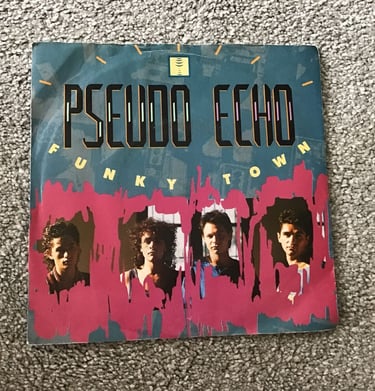 PSEUDO ECHO
FUNKY TOWN